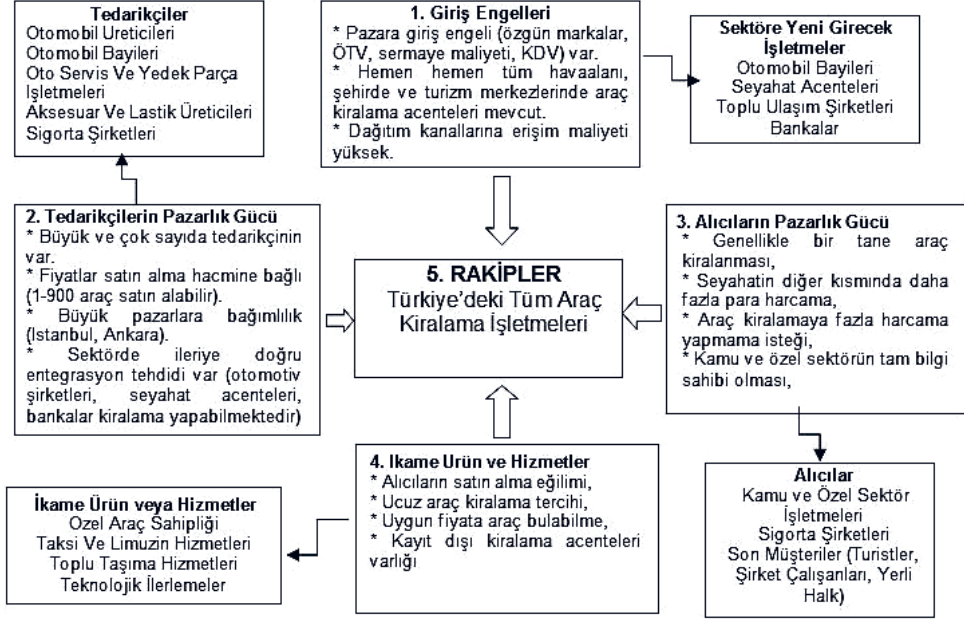 Tedarikçiler
Otomobil Ureticileri
Otomobil Bayileri
Oto Servis Ve Yedek Parça
Işletmeleri
Aksesuar Ve Lastik Üreticileri
Sigorta Şirketleri
1. Giriş Engelleri
* Pazara giriş engeli (özgün markalar,
ÖTV, sermaye maliyeti, KDV) var.
* Hemen hemen tüm havaalanı,
şehirde ve turizm merkezlerinde araç
kiralama acenteleri mevcut.
* Dağıtım kanallarına erişim maliyeti
yüksek.
Sektöre Yeni Girecek
İşletmeler
Otomobil Bayileri
Seyahat Acenteleri
Toplu Ulaşım Şirketleri
Bankalar
2. Tedarikçilerin Pazarlık Gücü
* Büyük ve çok sayıda tedarikçinin
var.
* Fiyatlar satın alma hacmine bağlı
(1-900 araç satın alabilir).
* Büyük pazarlara bağımlılık
(Istanbul, Ankara).
* Sektörde ileriye doğru
entegrasyon tehdidi var (otomotiv
şirketleri, seyahat acenteleri,
bankalar kiralama yapabilmektedir)
5. RAKİPLER
Türkiye'deki Tüm Araç
Kiralama İşletmeleri
3. Alıcıların Pazarlık Gücü
* Genellikle bir tane araç
kiralanması,
* Seyahatin diğer kısmında daha
fazla para harcama,
* Araç kiralamaya fazla harcama
yapmama isteği,
* Kamu ve özel sektörün tam bilgi
sahibi olması,
4. Ikame Urün ve Hizmetler
* Alıcıların satın alma eğilimi,
* Ucuz araç kiralama tercihi,
* Uygun fiyata araç bulabilme,
* Kayıt dışı kiralama acenteleri
varlığı
İkame Ürün veya Hizmetler
Ozel Araç Sahipliği
Taksi Ve Limuzin Hizmetleri
Toplu Taşıma Hizmetleri
Teknolojik İlerlemeler
Alıcılar
Kamu ve Özel Sektör
İşletmeleri
Sigorta Şirketleri
Son Müşteriler (Turistler,
Şirket Çalışanları, Yerli
Halk)